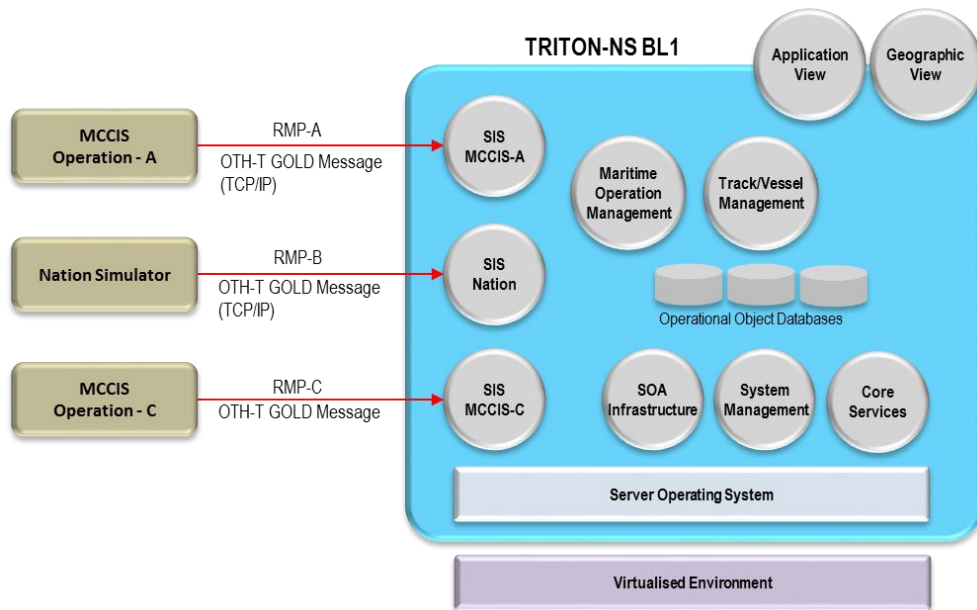 TRITON-NS BL1
Application
View
Geographic
View
MCCIS
Operation - A
RMP-A
OTH-T GOLD Message
(TCP/IP)
SIS
MCCIS-A
Maritime
Operation
Management
Track/Vessel
Management
Nation Simulator
RMP-B
OTH-T GOLD Message
(TCP/IP)
SIS
Nation
Operational Object Databases
MCCIS
Operation - C
RMP-C
OTH-T GOLD Message
SIS
MCCIS-C
SOA
Infrastructure
System
Management
Core
Services
Server Operating System
Virtualised Environment